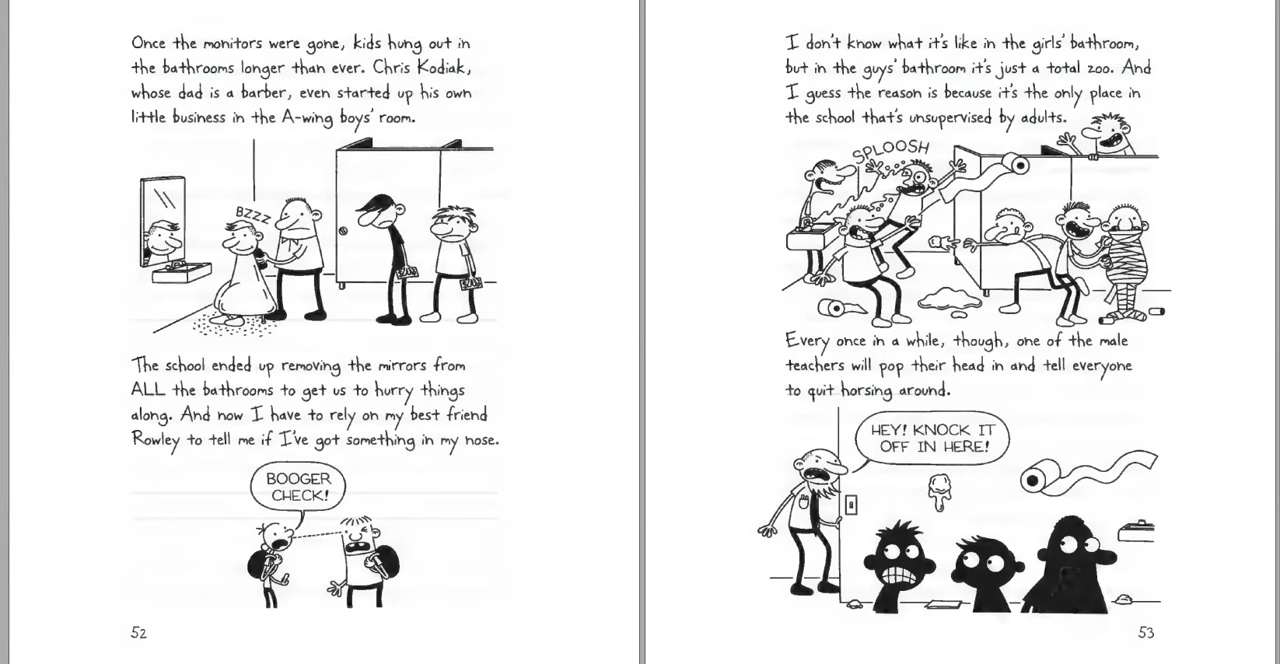 Once the monitors were gone, kids hung out in
the bathrooms longer than ever. Chris Kodiak,
whose dad is a barber, even started up his own
little business in the A-wing boys' room.
BZZZ
The school ended up removing the mirrors from
ALL the bathrooms to get us to hurry things
along. And now I have to rely on my best friend
Rowley to tell me if I've got something in my nose.
BOOGER
CHECK!
52
I don't know what it's like in the girls' bathroom,
but in the guys' bathroom it's just a total zoo. And
I guess the reason is because it's the only place in
the school that's unsupervised by adults.
SPLOOSH
Every once in a while, though, one of the male
teachers will pop their head in and tell everyone
to quit horsing around.
HEY! KNOCK IT
OFF IN HERE!
53